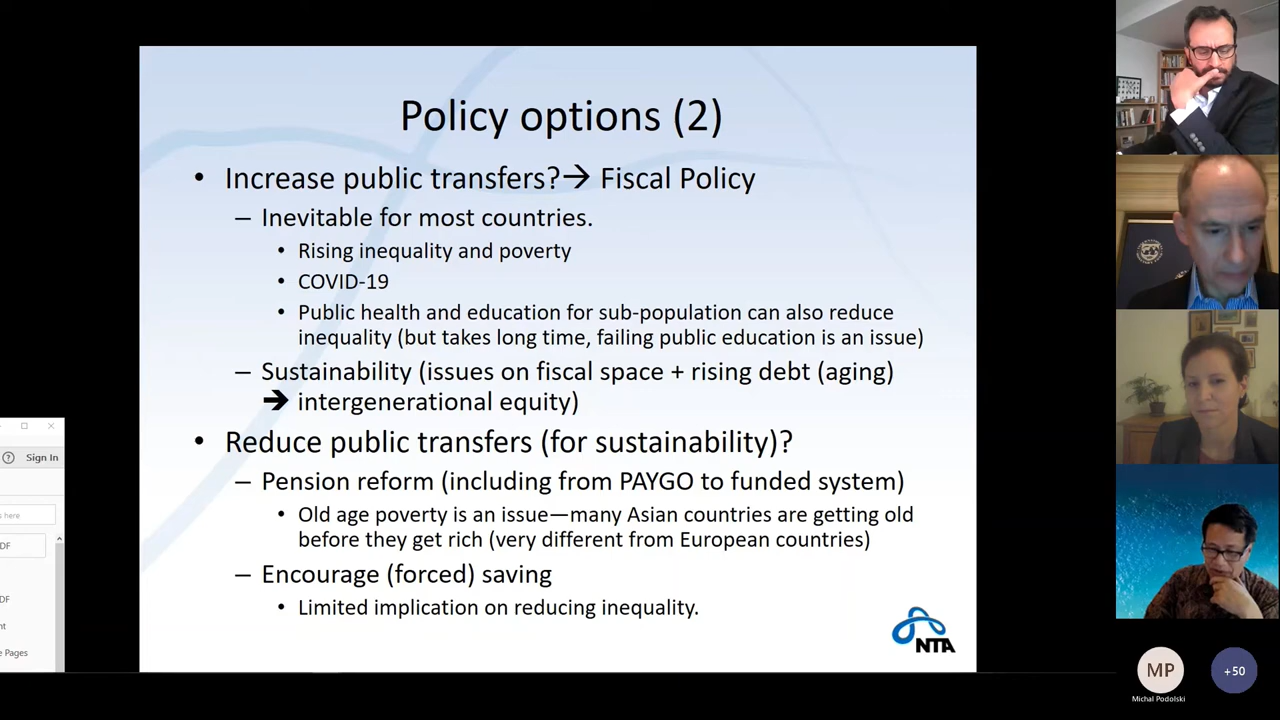 Policy options (2)
• Increase public transfers?→ Fiscal Policy
– Inevitable for most countries.
• Rising inequality and poverty
• COVID-19
• Public health and education for sub-population can also reduce
inequality (but takes long time, failing public education is an issue)
– Sustainability (issues on fiscal space + rising debt (aging)
➔ intergenerational equity)
• Reduce public transfers (for sustainability)?
– Pension reform (including from PAYGO to funded system)
• Old age poverty is an issue—many Asian countries are getting old
before they get rich (very different from European countries)
– Encourage (forced) saving
• Limited implication on reducing inequality.
NTA
Sign In
s here
DF
DF
nt
e Pages
MP
Michal Podolski
+50